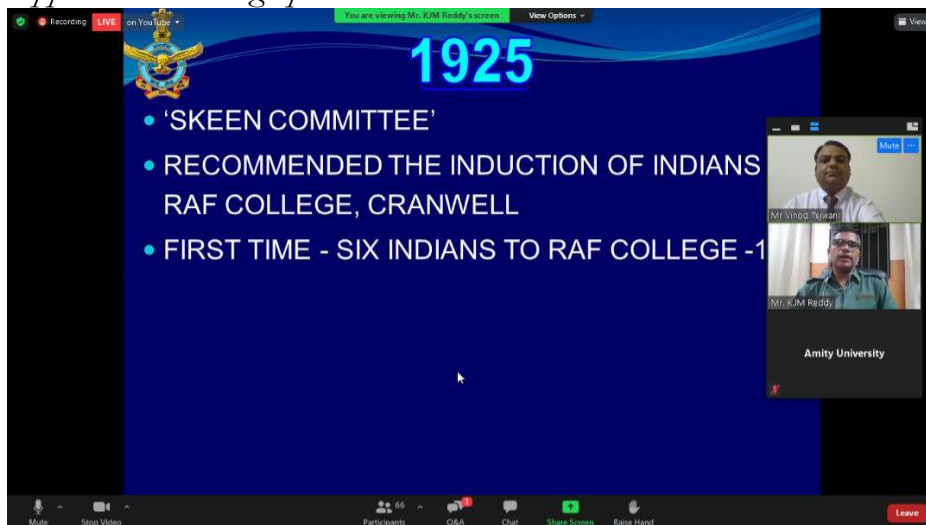 You are viewing Mr. KJM Reddy's screen View Options
Recording LIVE on YouTube
View
1925
• 'SKEEN COMMITTEE'
• RECOMMENDED THE INDUCTION OF INDIANS
RAF COLLEGE, CRANWELL
• FIRST TIME - SIX INDIANS TO RAF COLLEGE -1
Mute
Mr Vinod Tejwani
Mr. KJM Reddy
Amity University
Mute Stop Video
66
Participants
1
Q&A
Chat
Share Screen
Raise Hand
Leave